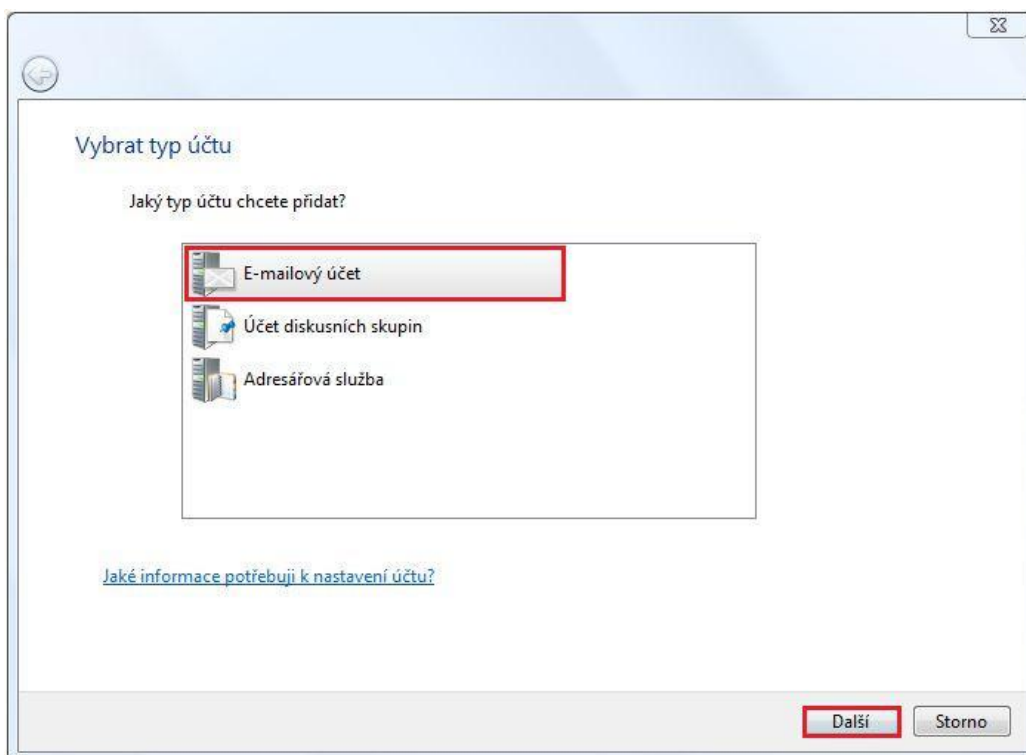 Vybrat typ účtu
Jaký typ účtu chcete přidat?
E-mailový účet
Účet diskusních skupin
Adresářová služba
Jaké informace potřebuji k nastavení účtu?
Další
Storno